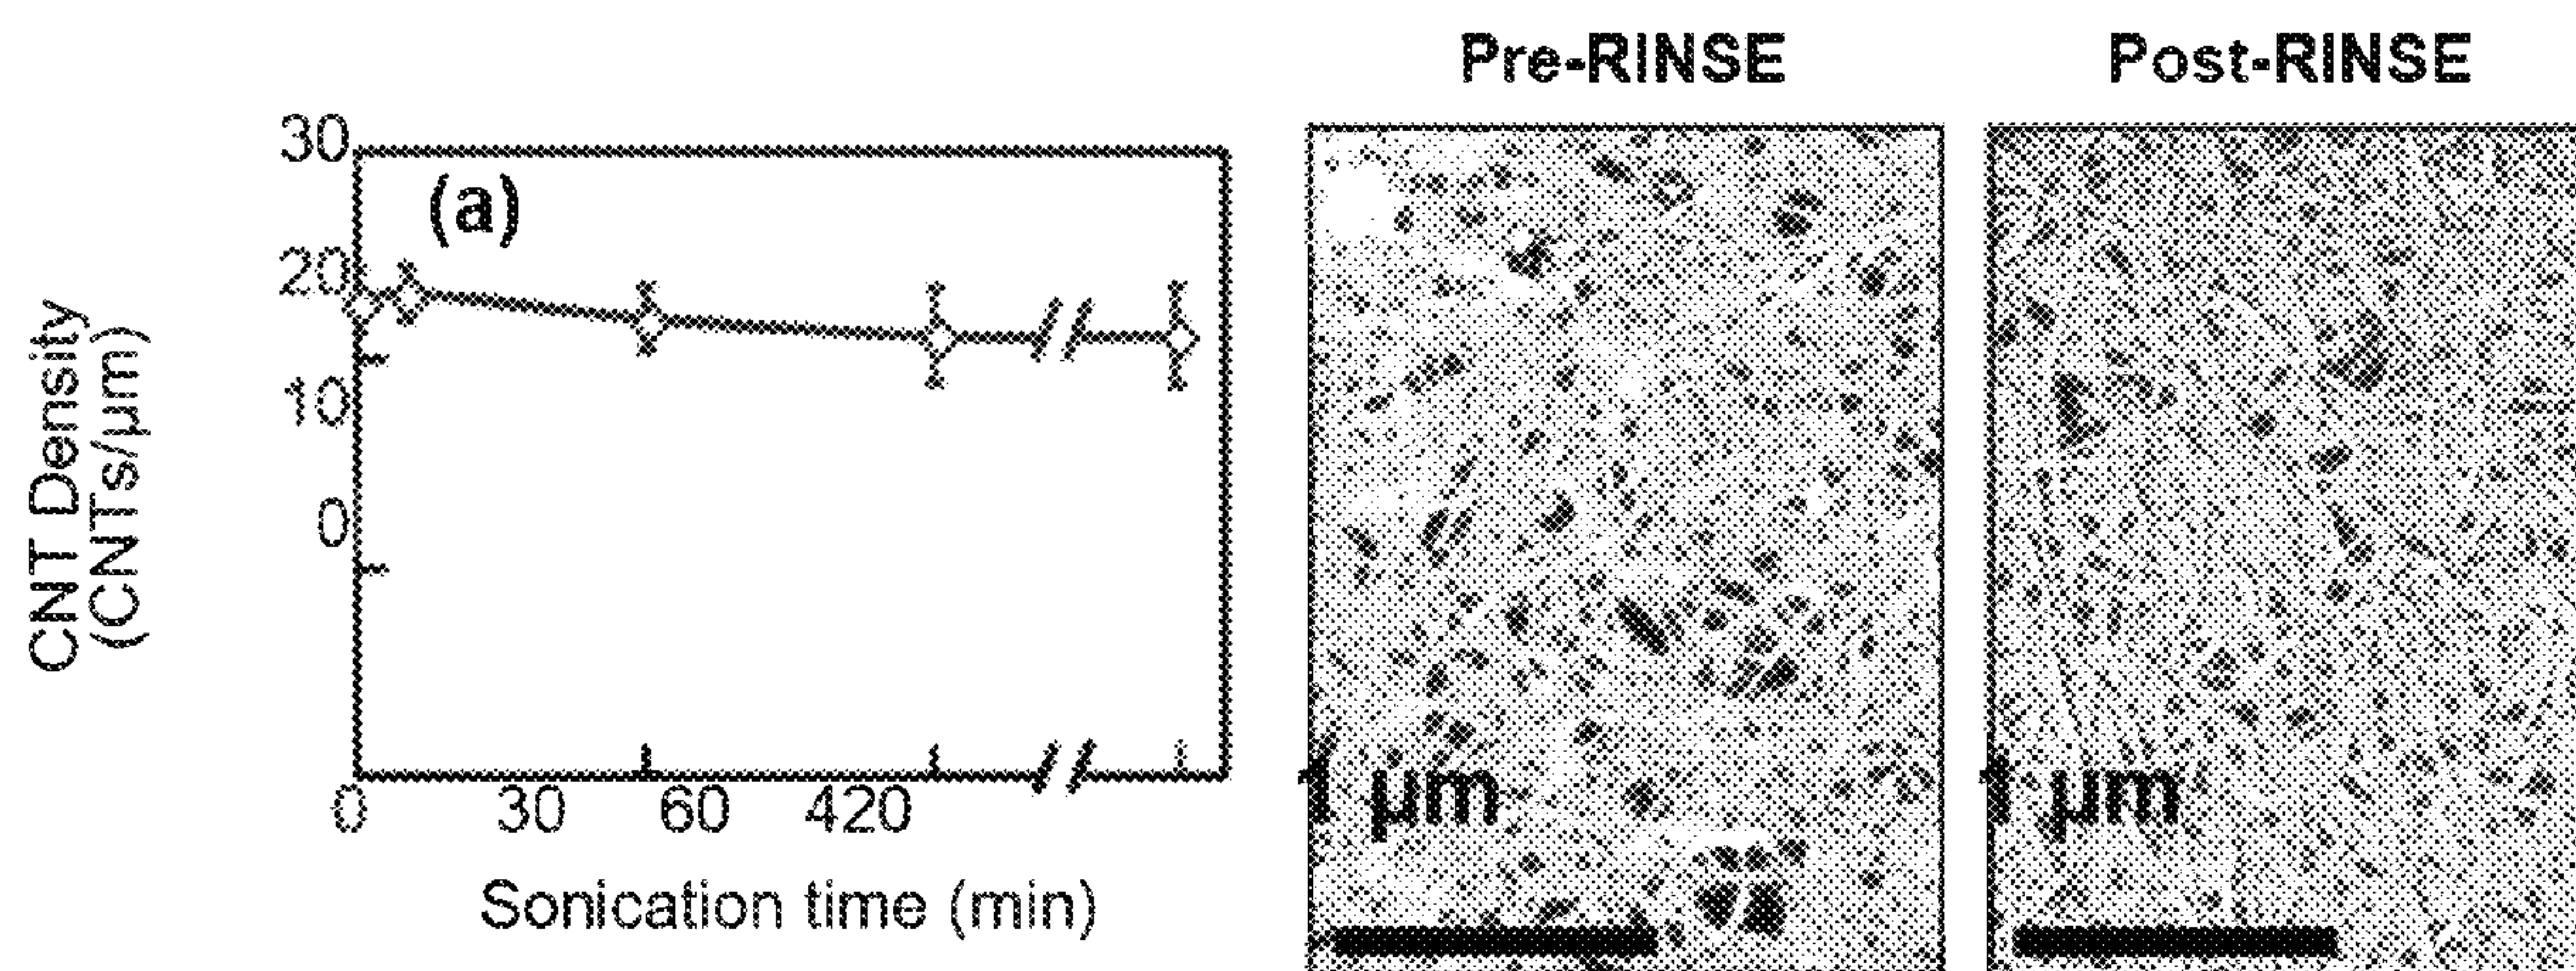 Pre-RINSE
Post-RINSE
30
(a)
20
10
0
CNT Density
(CNTs/µm)
0
30
60
420
Sonication time (min)
1 µm
1 µm